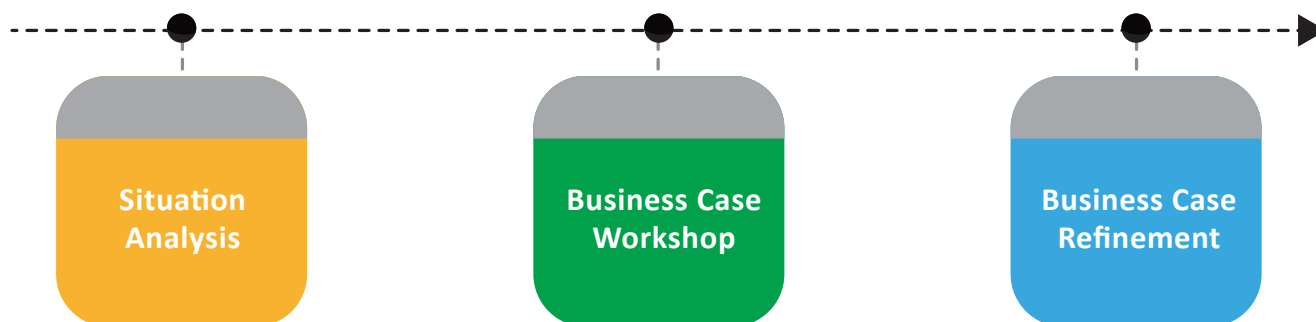 Situation
Analysis
Business Case
Workshop
Business Case
Refinement